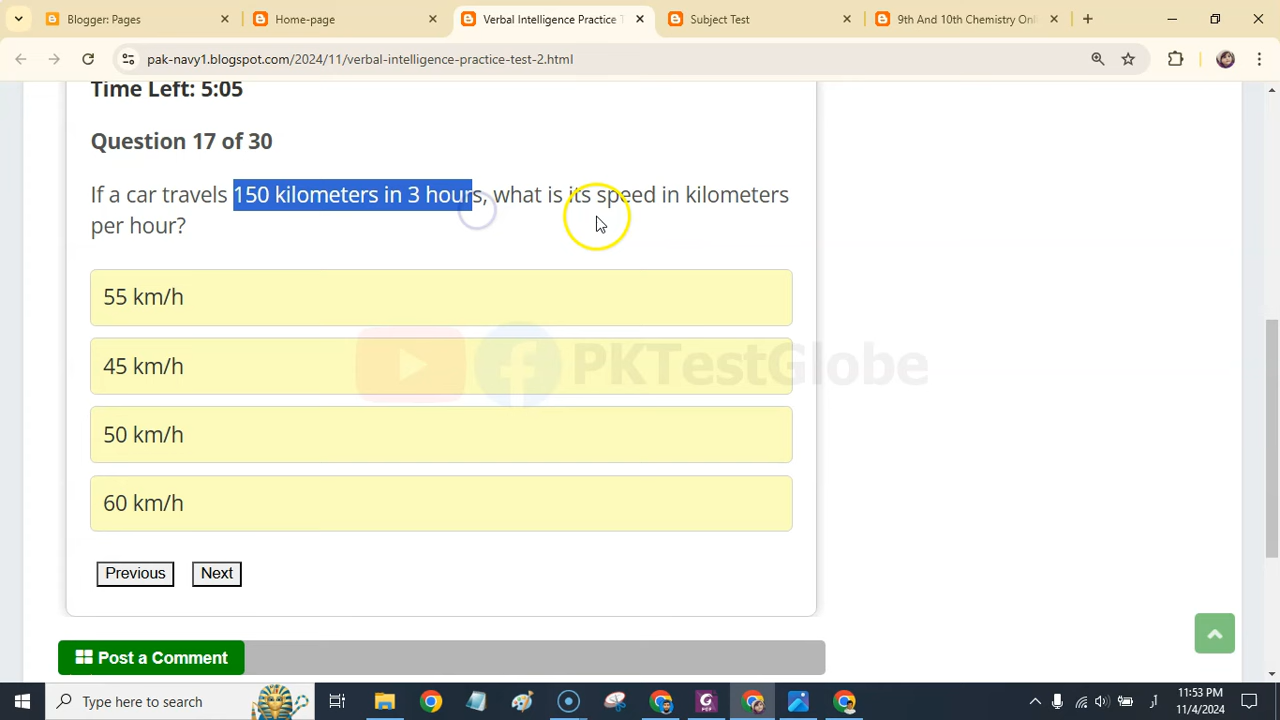 Blogger: Pages
Home-page
Verbal Intelligence Practice T
Subject Test
9th And 10th Chemistry Onl
pak-navy1.blogspot.com/2024/11/verbal-intelligence-practice-test-2.html
Time Left: 5:05
Question 17 of 30
If a car travels 150 kilometers in 3 hours, what is its speed in kilometers
per hour?
55 km/h
45 km/h
PKTestGlobe
50 km/h
60 km/h
Previous
Next
Post a Comment
Type here to search
11:53 PM
11/4/2024